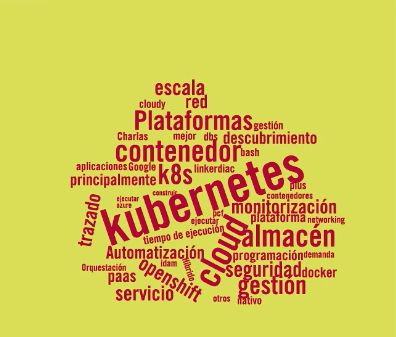 escala
cloudy
red
Plataformas
gestión
Charlas
mejor
dbs
descubrimiento
contenedor
bash
aplicaciones
Google
linkerdiac
principalmente
k8s
kubernetes
plus
construir
contenedores
ejecutar
azure
trazado
pcf
monitorización
ejecutar
plataforma
networking
tiempo de ejecución
cloud
almacén
Automatización
programación
demanda
idam
híbrido
Orquestación
openshift
seguridad
docker
paas
gestión
servicio
otros
nativo